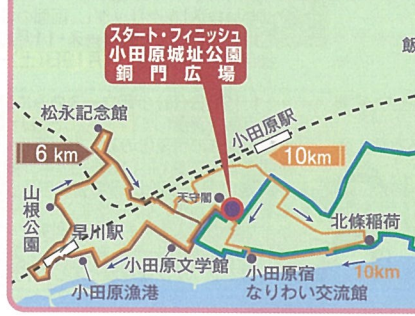 スタート・フィニッシュ
小田原城址公園
銅門広場
飯
松永記念館
小田原駅
6 km
10km
天守閣
山根公園
早川駅
北條稲荷
小田原文学館
小田原宿
なりわい交流館
10km
小田原漁港